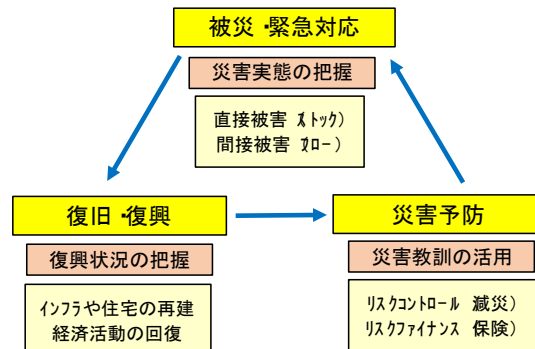 被災・緊急対応
災害実態の把握
直接被害 ストック)
間接被害 フロー)
復旧・復興
災害予防
復興状況の把握
災害教訓の活用
インフラや住宅の再建
経済活動の回復
リスクコントロール 減災)
リスクファイナンス 保険)